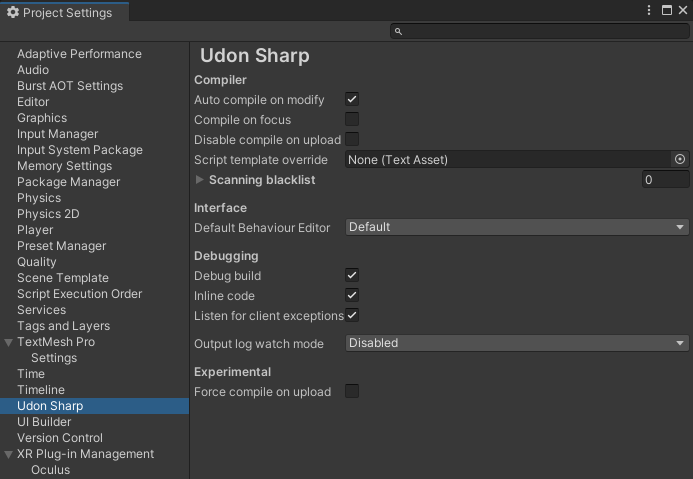 Project Settings
Adaptive Performance
Audio
Burst AOT Settings
Editor
Graphics
Input Manager
Input System Package
Memory Settings
Package Manager
Physics
Physics 2D
Player
Preset Manager
Quality
Scene Template
Script Execution Order
Services
Tags and Layers
TextMesh Pro
Settings
Time
Timeline
Udon Sharp
UI Builder
Version Control
XR Plug-in Management
Oculus
Udon Sharp
Compiler
Auto compile on modify
Compile on focus
Disable compile on upload
Script template override None (Text Asset)
Scanning blacklist 0
Interface
Default Behaviour Editor Default
Debugging
Debug build
Inline code
Listen for client exceptions
Output log watch mode Disabled
Experimental
Force compile on upload